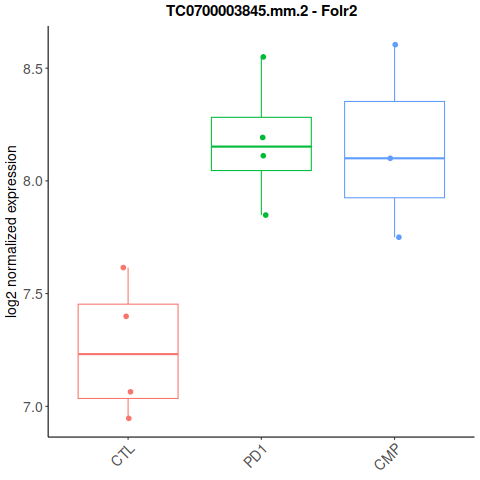 TC0700003845.mm.2 - Folr2
log2 normalized expression
8.5
8.0
7.5
7.0
CTL
PD1
CMP